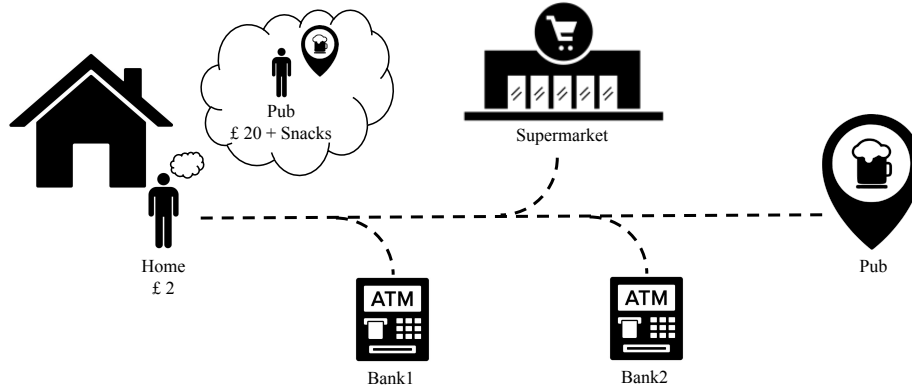 Pub
£ 20 + Snacks
Supermarket
Home
£ 2
Pub
ATM
ATM
Bank1
Bank2